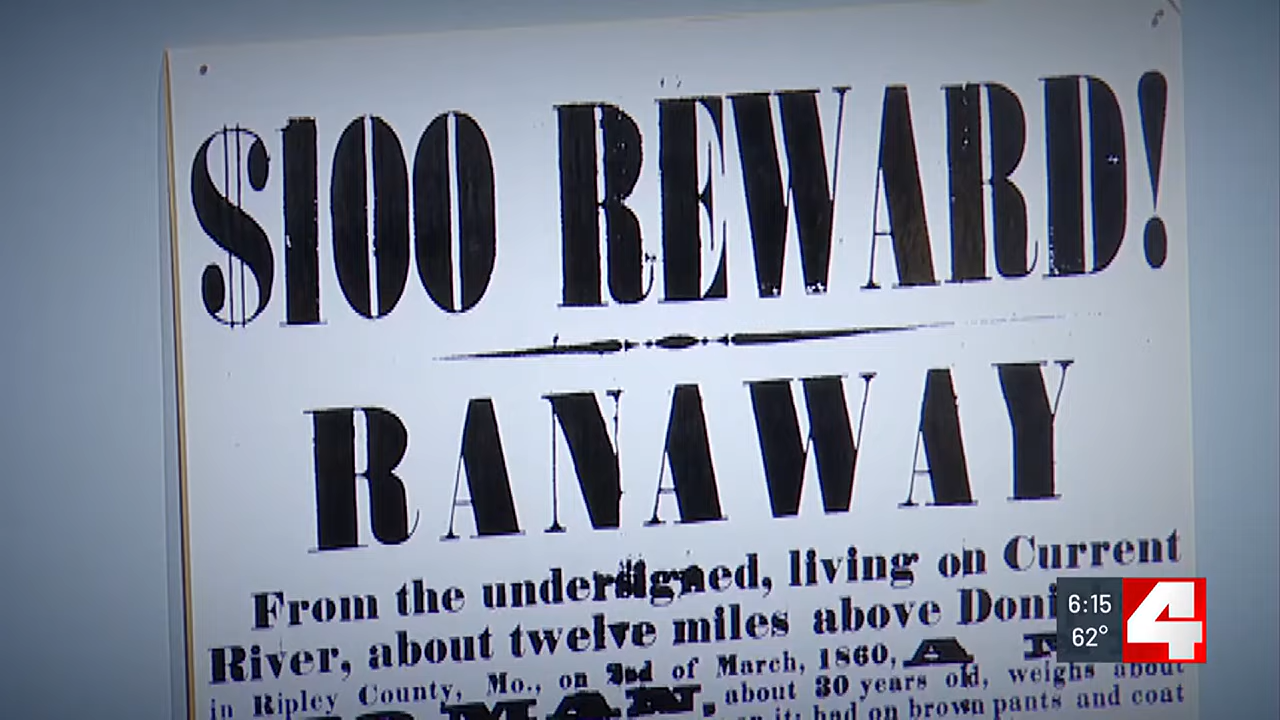 $100 REWARD!
RANAWAY
From the undersigned, living on Current
River, about twelve miles above Doni
in Ripley County, Mo., on 2nd of March, 1860, A
MAN, about 30 years old, weighs about
it; had on brown pants and coat
6:15
62°
4